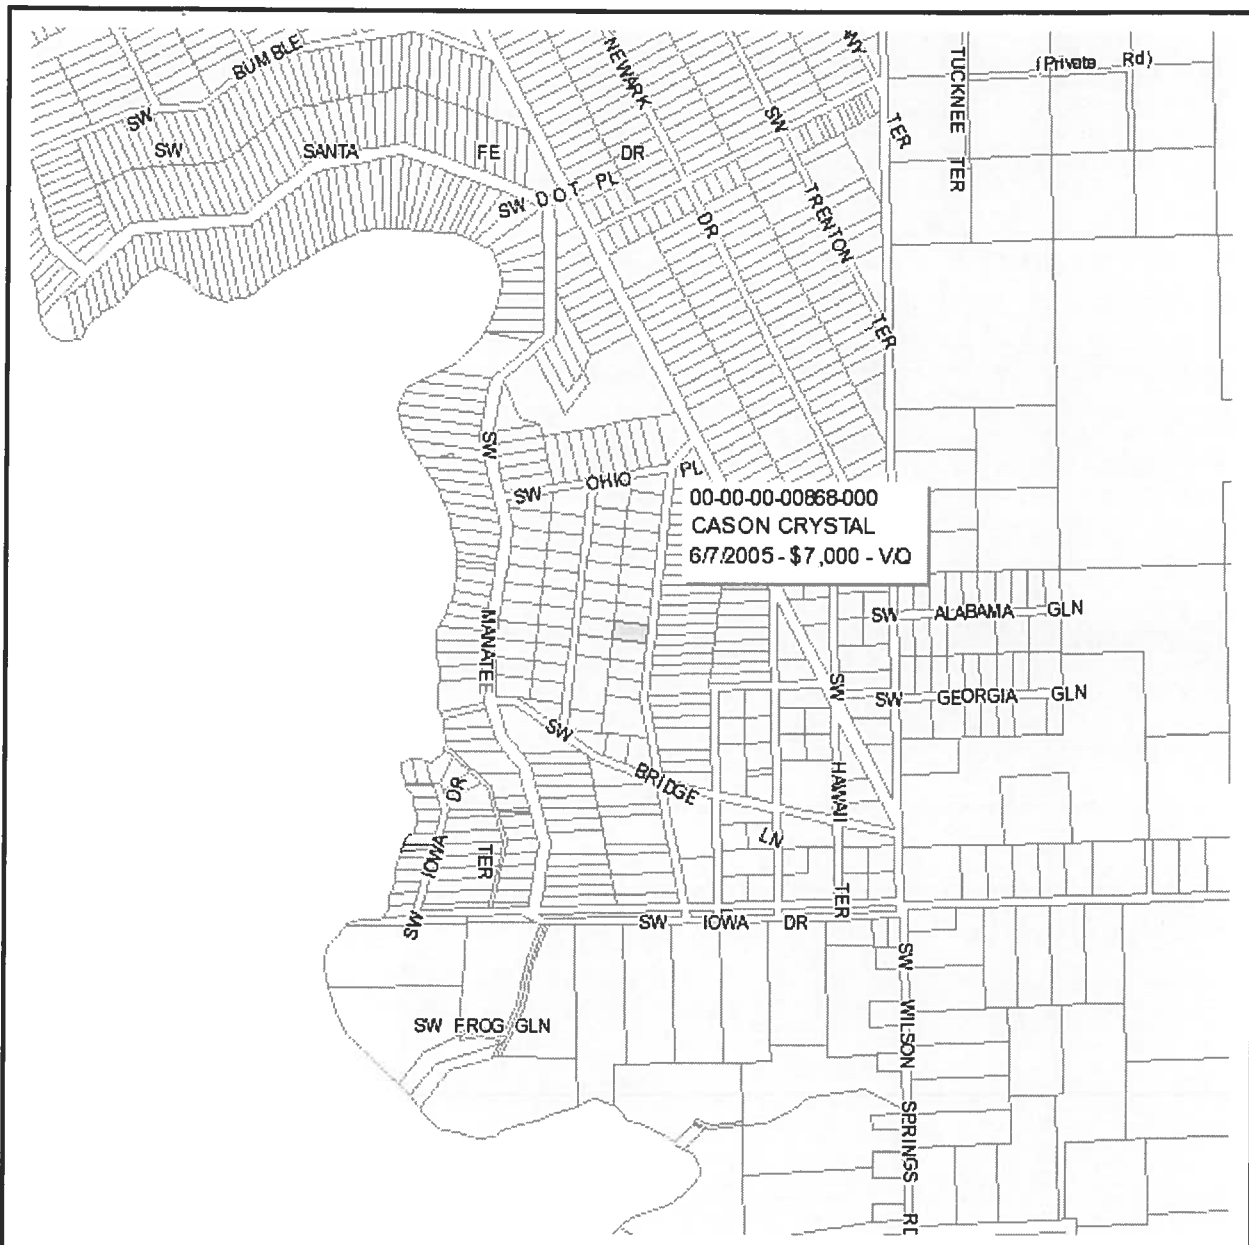 SW BUMBLE
SW SANTA FE DR
SW DOT PL
NEWARK DR
SW TRENTON TER
WY
TER
TUCKNEE TER
(Private Rd)
SW MANATEE TER
SW OHIO PL
00-00-00-00868-000
CASON CRYSTAL
6/7/2005 - $7,000 - V/Q
SW ALABAMA GLN
SW GEORGIA GLN
SW HAWAII TER
SW BRIDGE LN
SW IOWA DR
SW IOWA DR
SW FROG GLN
SW WILSON SPRINGS RD